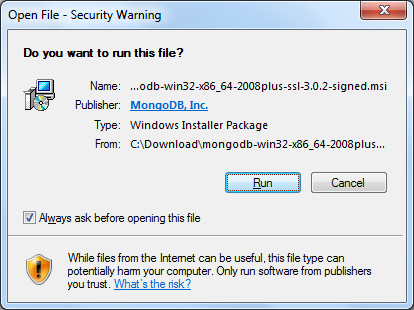 Open File - Security Warning
Do you want to run this file?
Name: ...odb-win32-x86_64-2008plus-ssl-3.0.2-signed.msi
Publisher: MongoDB, Inc.
Type: Windows Installer Package
From: C:\Download\mongodb-win32-x86_64-2008plus...
Run Cancel
Always ask before opening this file
While files from the Internet can be useful, this file type can
potentially harm your computer. Only run software from publishers
you trust. What's the risk?